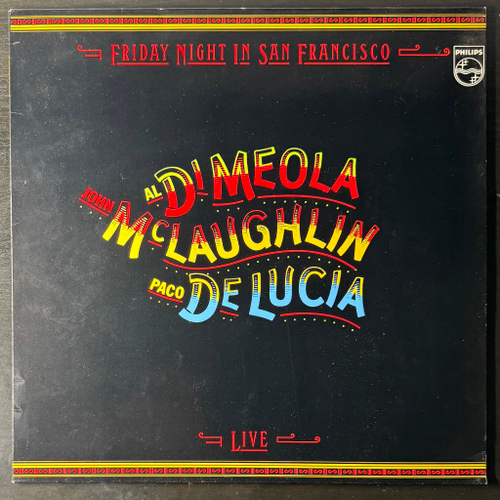 FRIDAY NIGHT IN SAN FRANCISCO
PHILIPS
AL DI MEOLA
JOHN MCLAUGHLIN
PACO DE LUCIA
LIVE